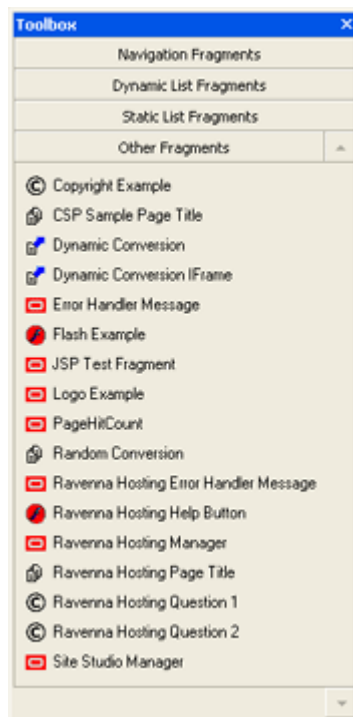 Toolbox
Navigation Fragments
Dynamic List Fragments
Static List Fragments
Other Fragments
Copyright Example
CSP Sample Page Title
Dynamic Conversion
Dynamic Conversion IFrame
Error Handler Message
Flash Example
JSP Test Fragment
Logo Example
PageHitCount
Random Conversion
Ravenna Hosting Error Handler Message
Ravenna Hosting Help Button
Ravenna Hosting Manager
Ravenna Hosting Page Title
Ravenna Hosting Question 1
Ravenna Hosting Question 2
Site Studio Manager